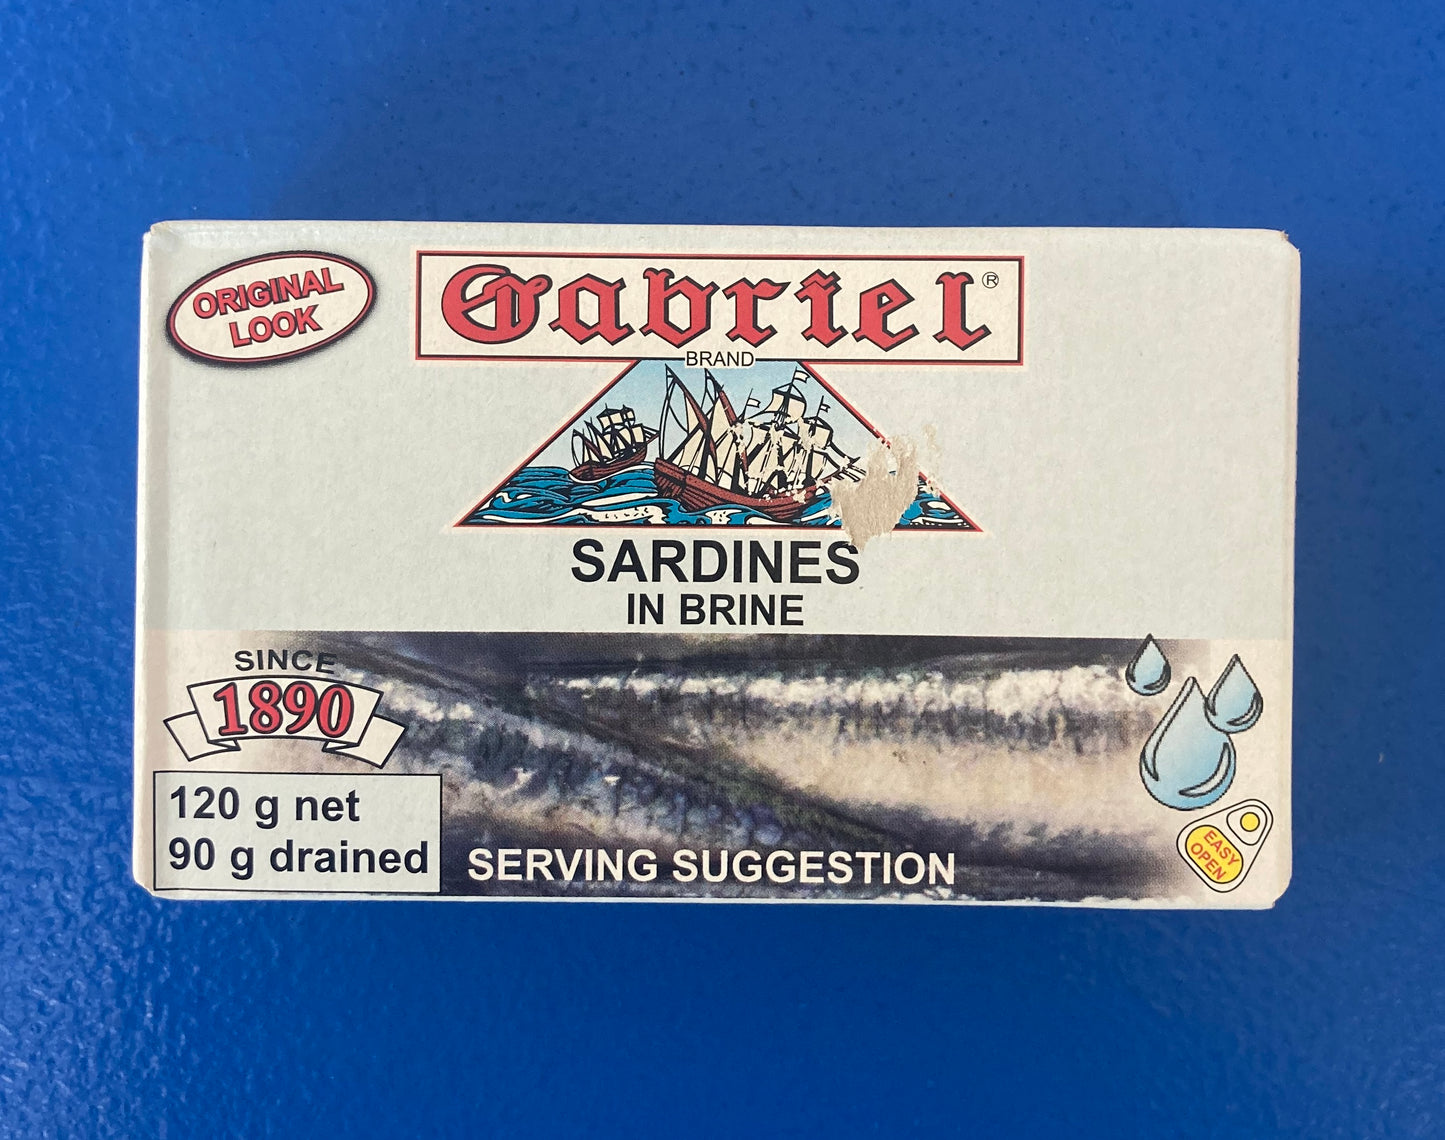 ORIGINAL
LOOK
Gabriel®
BRAND
SARDINES
IN BRINE
SINCE
1890
120 g net
90 g drained
SERVING SUGGESTION
EASY
OPEN